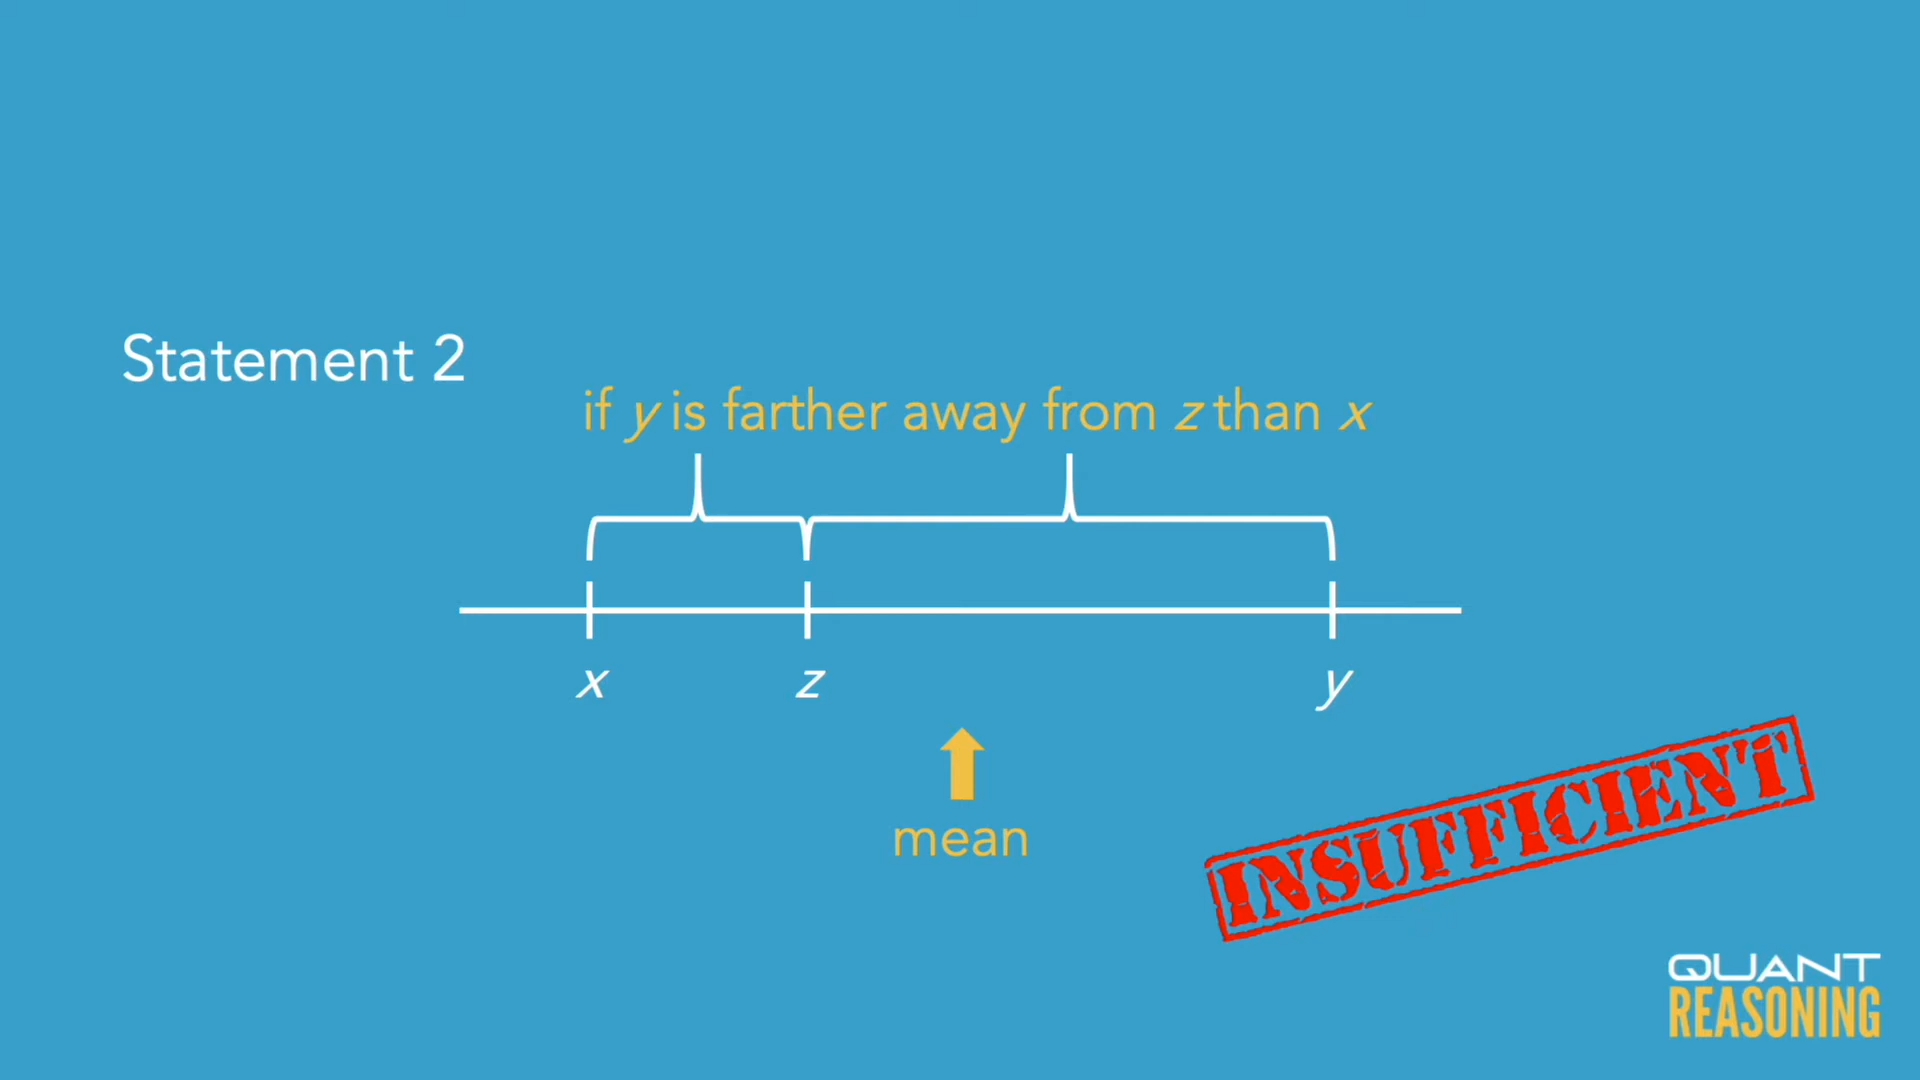 Statement 2
if y is farther away from z than x
x z y
mean
INSUFFICIENT
QUANT
REASONING